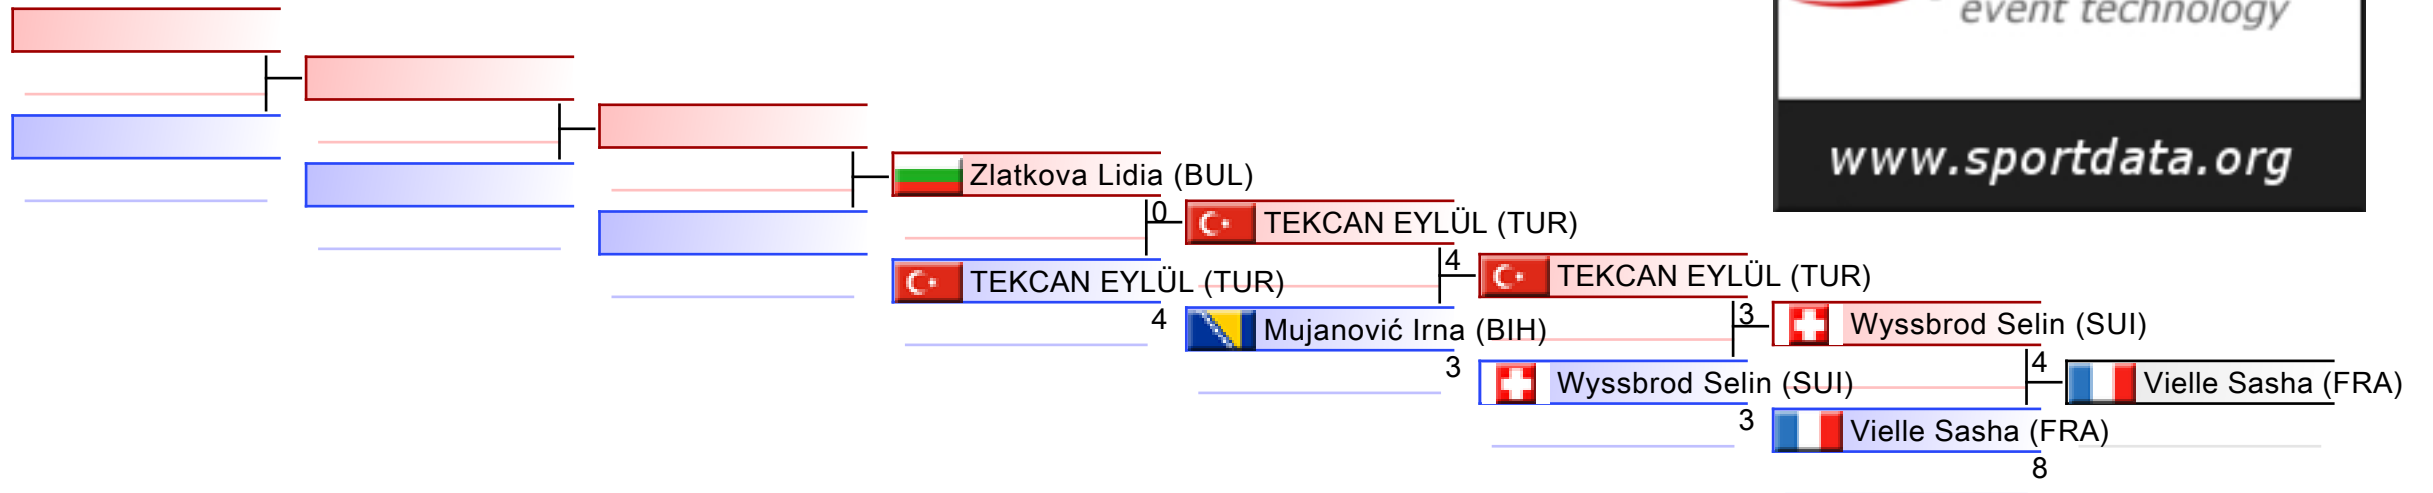 event technology
www.sportdata.org
Zlatkova Lidia (BUL)
0
TEKCAN EYLÜL (TUR)
TEKCAN EYLÜL (TUR)
4
4
TEKCAN EYLÜL (TUR)
Mujanović Irna (BIH)
3
3
Wyssbrod Selin (SUI)
Wyssbrod Selin (SUI)
3
4
Vielle Sasha (FRA)
Vielle Sasha (FRA)
8